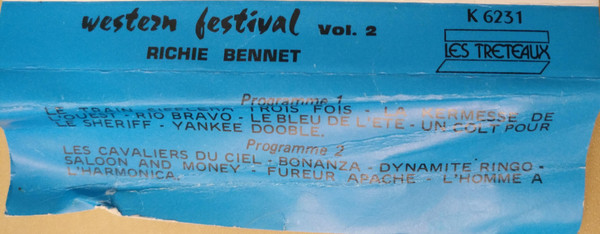 western festival Vol. 2
RICHIE BENNET
K 6231
LES TRETEAUX
Programme 1
LE TRAIN SIFFLERA TROIS FOIS - LA KERMESSE DE
L'OUEST - RIO BRAVO - LE BLEU DE L'ETE - UN COLT POUR
LE SHERIFF - YANKEE DOOBLE.
Programme 2
LES CAVALIERS DU CIEL - BONANZA - DYNAMITE RINGO -
SALOON AND MONEY - FUREUR APACHE - L'HOMME A
L'HARMONICA.